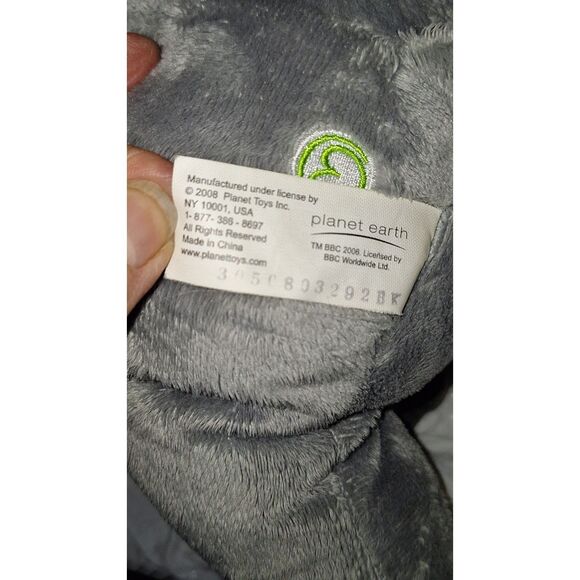 Manufactured under license by
© 2008 Planet Toys Inc.
NY 10001, USA
1-877-386-8697
All Rights Reserved
Made in China
www.planettoys.com
planet earth
TM BBC 2006. Licensed by
BBC Worldwide Ltd.